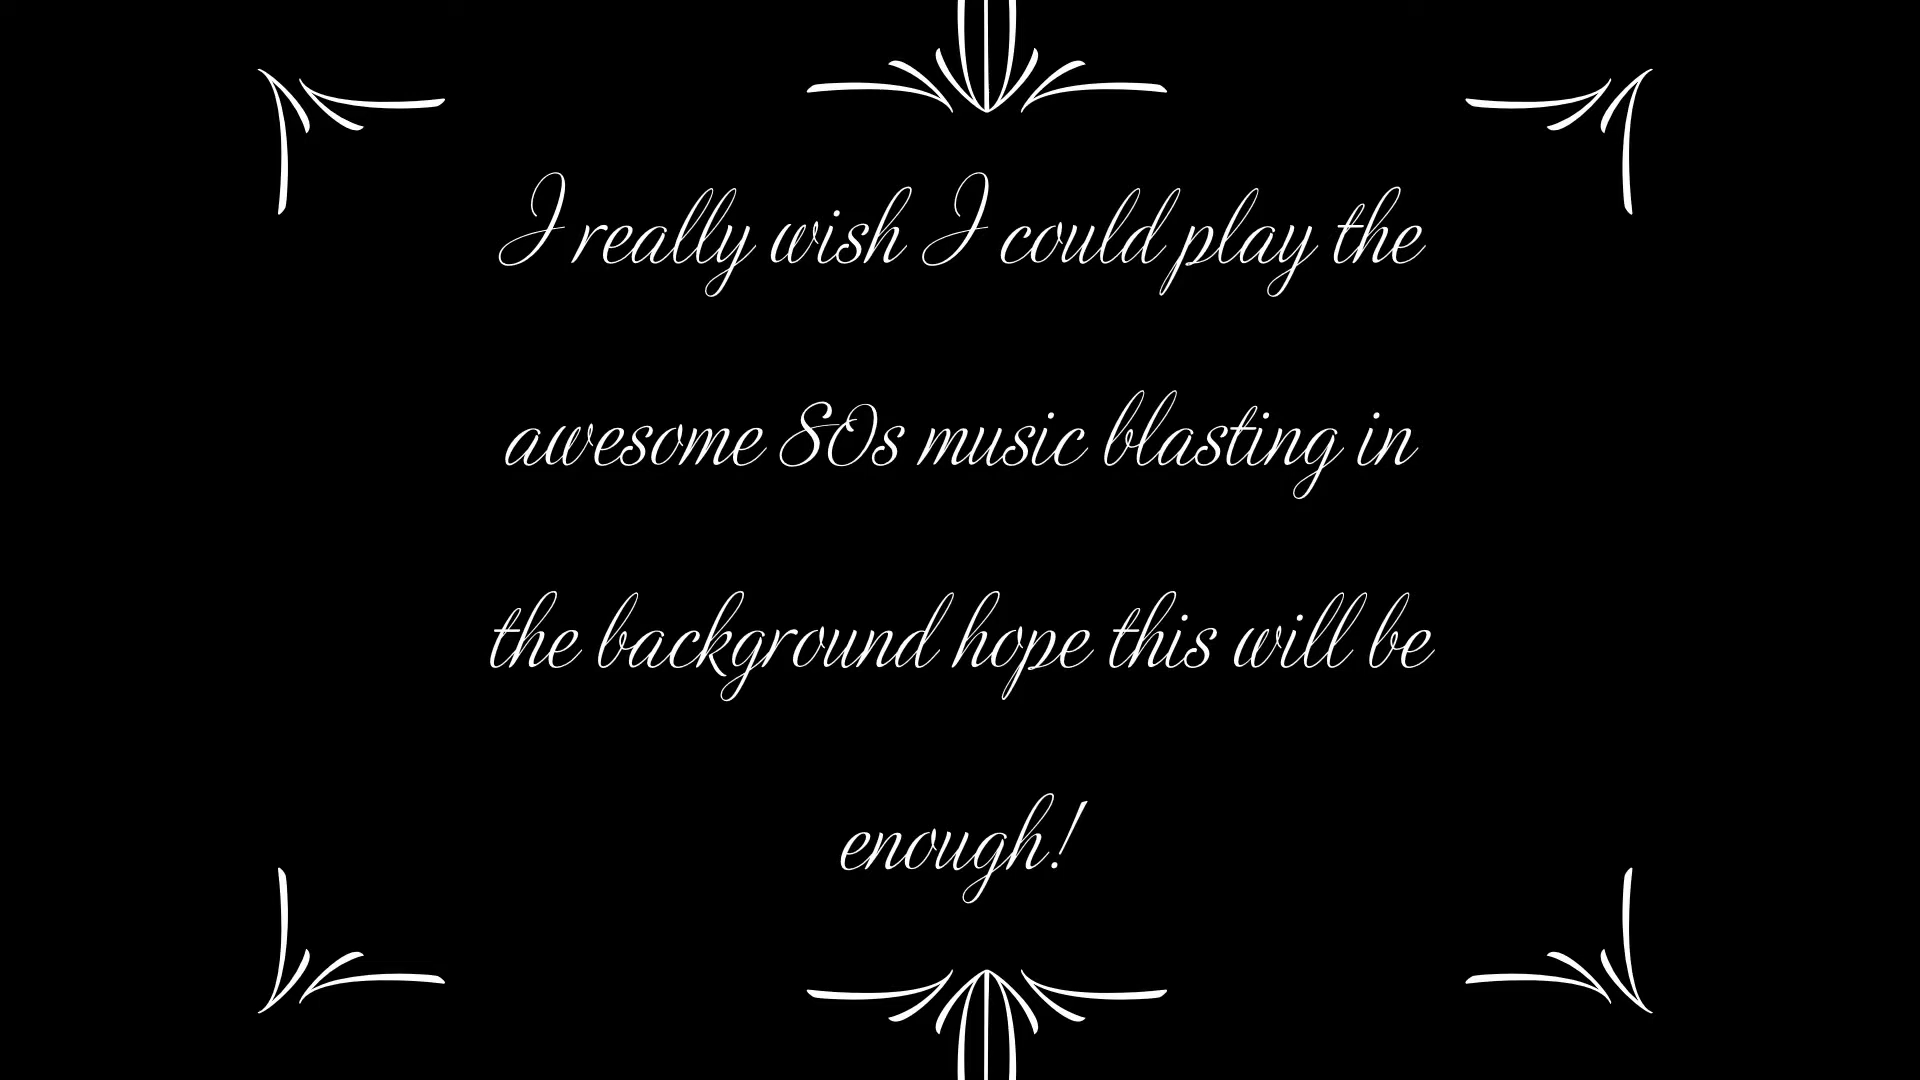 I really wish I could play the
awesome 80s music blasting in
the background hope this will be
enough!